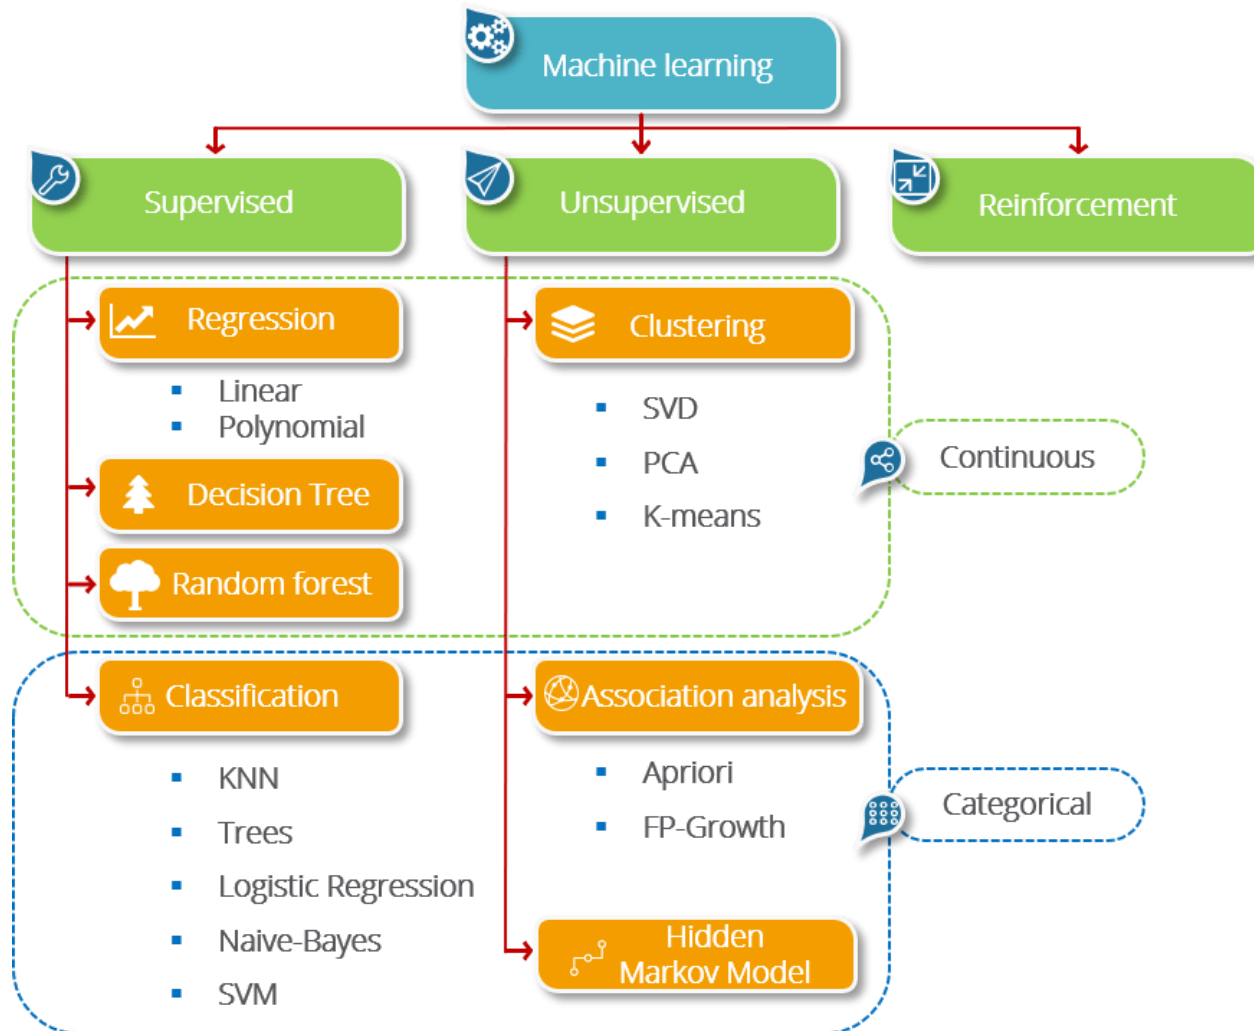 Machine learning
Supervised
Unsupervised
Reinforcement
Regression
Linear
Polynomial
Decision Tree
Random forest
Clustering
SVD
PCA
K-means
Continuous
Classification
KNN
Trees
Logistic Regression
Naive-Bayes
SVM
Association analysis
Apriori
FP-Growth
Hidden
Markov Model
Categorical